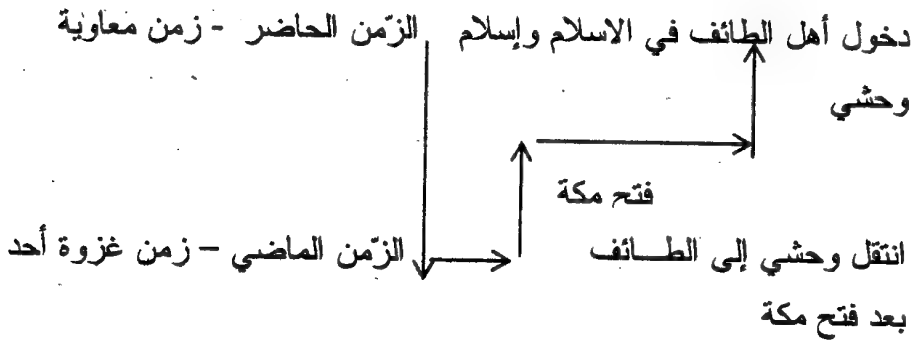 دخول أهل الطائف في الاسلام وإسلام الزّمن الحاضر - زمن معاوية
وحشي
فتح مكة
انتقل وحشي إلى الطـــائف الزّمن الماضي – زمن غزوة أحد
بعد فتح مكة